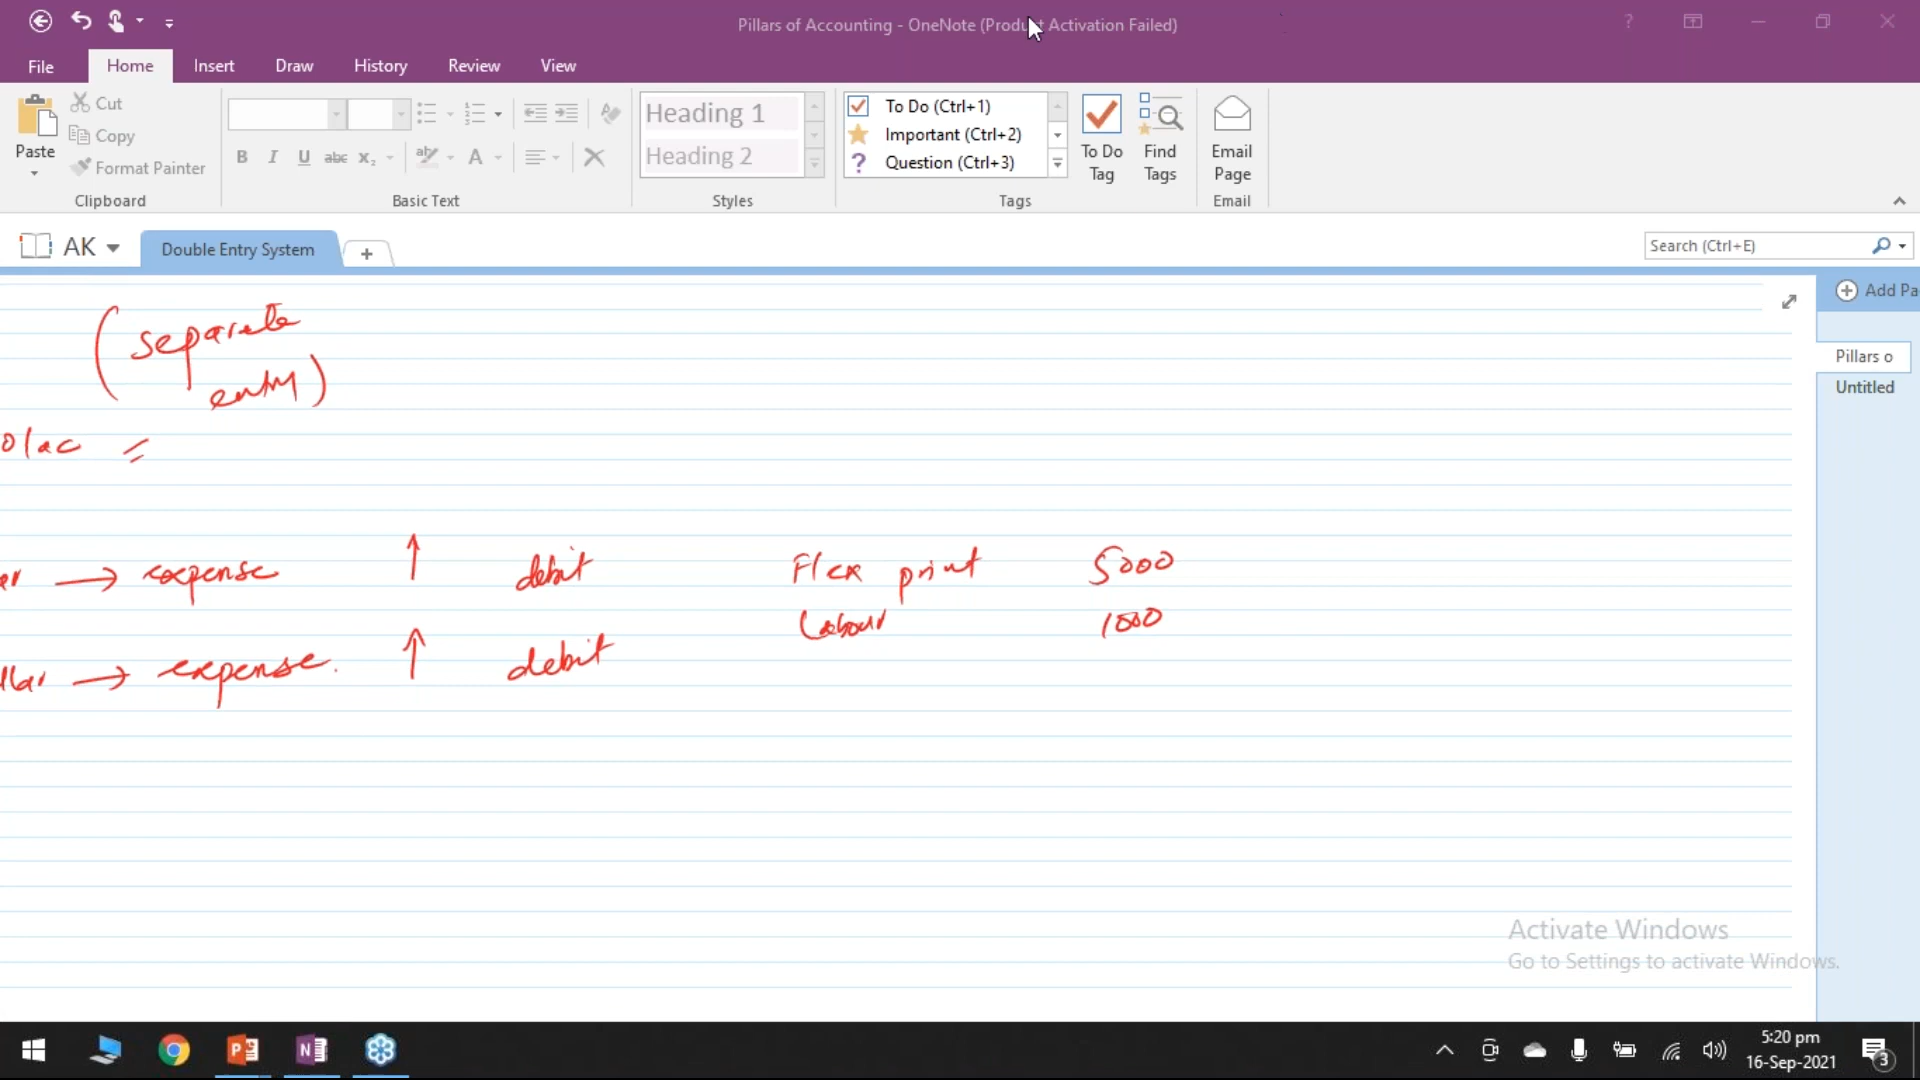 Pillars of Accounting - OneNote (Product Activation Failed)
File Home Insert Draw History Review View
Paste
Cut
Copy
Format Painter
Clipboard
Basic Text
Heading 1
Heading 2
Styles
To Do (Ctrl+1)
Important (Ctrl+2)
Question (Ctrl+3)
To Do Tag
Find Tags
Tags
Email Page
Email
AK
Double Entry System
Search (Ctrl+E)
Add Pa
Pillars o
Untitled
(separate
entry)
olac =
ar → expense ↑ debit Flex print 5000
Labour 1000
llar → expense. ↑ debit
Activate Windows
Go to Settings to activate Windows.
5:20 pm
16-Sep-2021
3